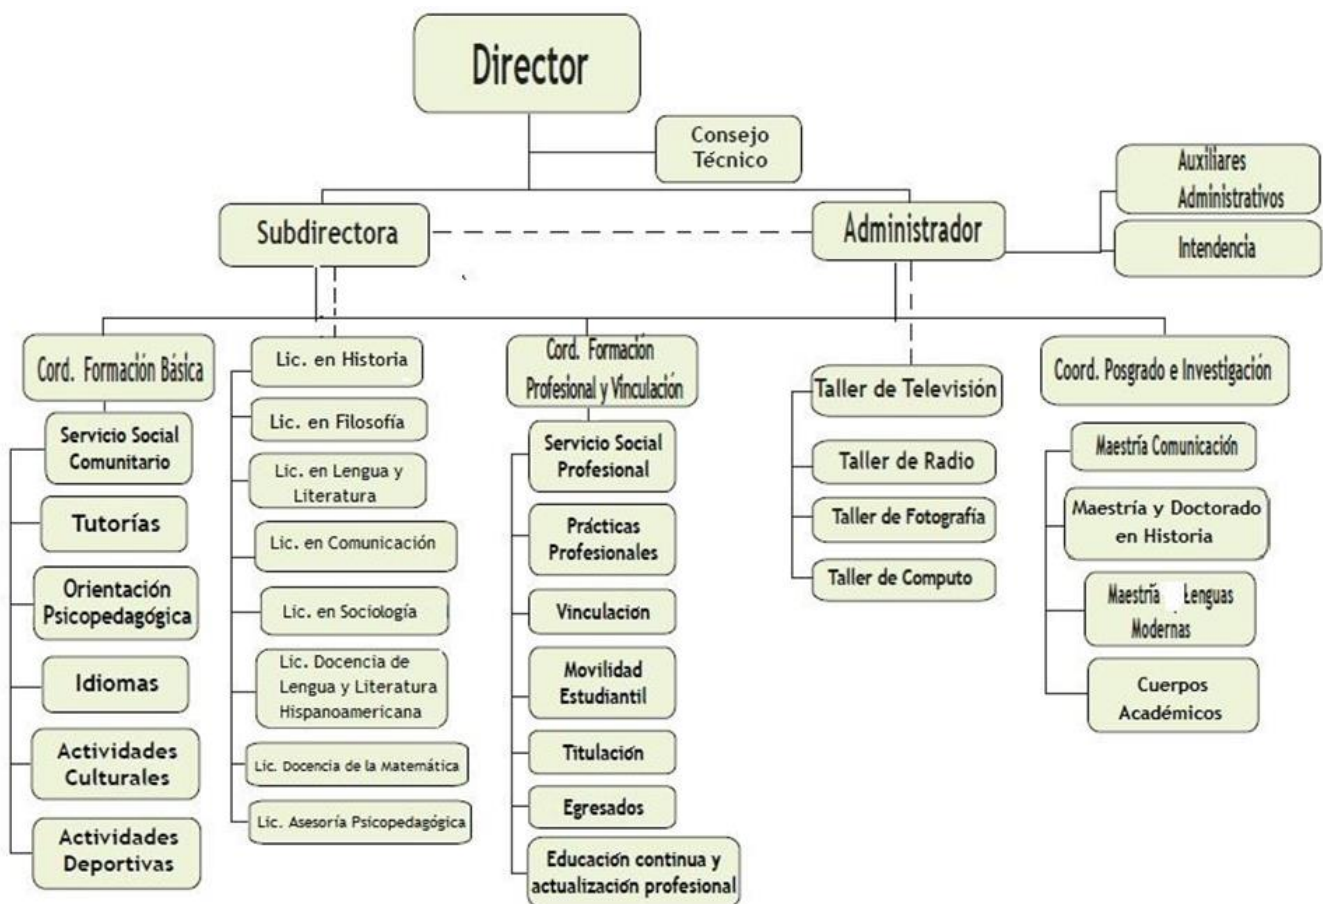 Director
Consejo
Técnico
Auxiliares
Administrativos
Subdirectora
Administrador
Intendencia
Cord. Formación Básica
Servicio Social
Comunitario
Tutorías
Orientación
Psicopedagógica
Idiomas
Actividades
Culturales
Actividades
Deportivas
Lic. en Historia
Lic. en Filosofía
Lic. en Lengua y
Literatura
Lic. en Comunicación
Lic. en Sociología
Lic. Docencia de
Lengua y Literatura
Hispanoamericana
Lic. Docencia de la Matemática
Lic. Asesoría Psicopedagógica
Cord. Formación
Profesional y Vinculación
Servicio Social
Profesional
Prácticas
Profesionales
Vinculación
Movilidad
Estudiantil
Titulación
Egresados
Educación continua y
actualización profesional
Taller de Televisión
Taller de Radio
Taller de Fotografía
Taller de Computo
Coord. Posgrado e Investigación
Maestría Comunicación
Maestría y Doctorado
en Historia
Maestría Lenguas
Modernas
Cuerpos
Académicos